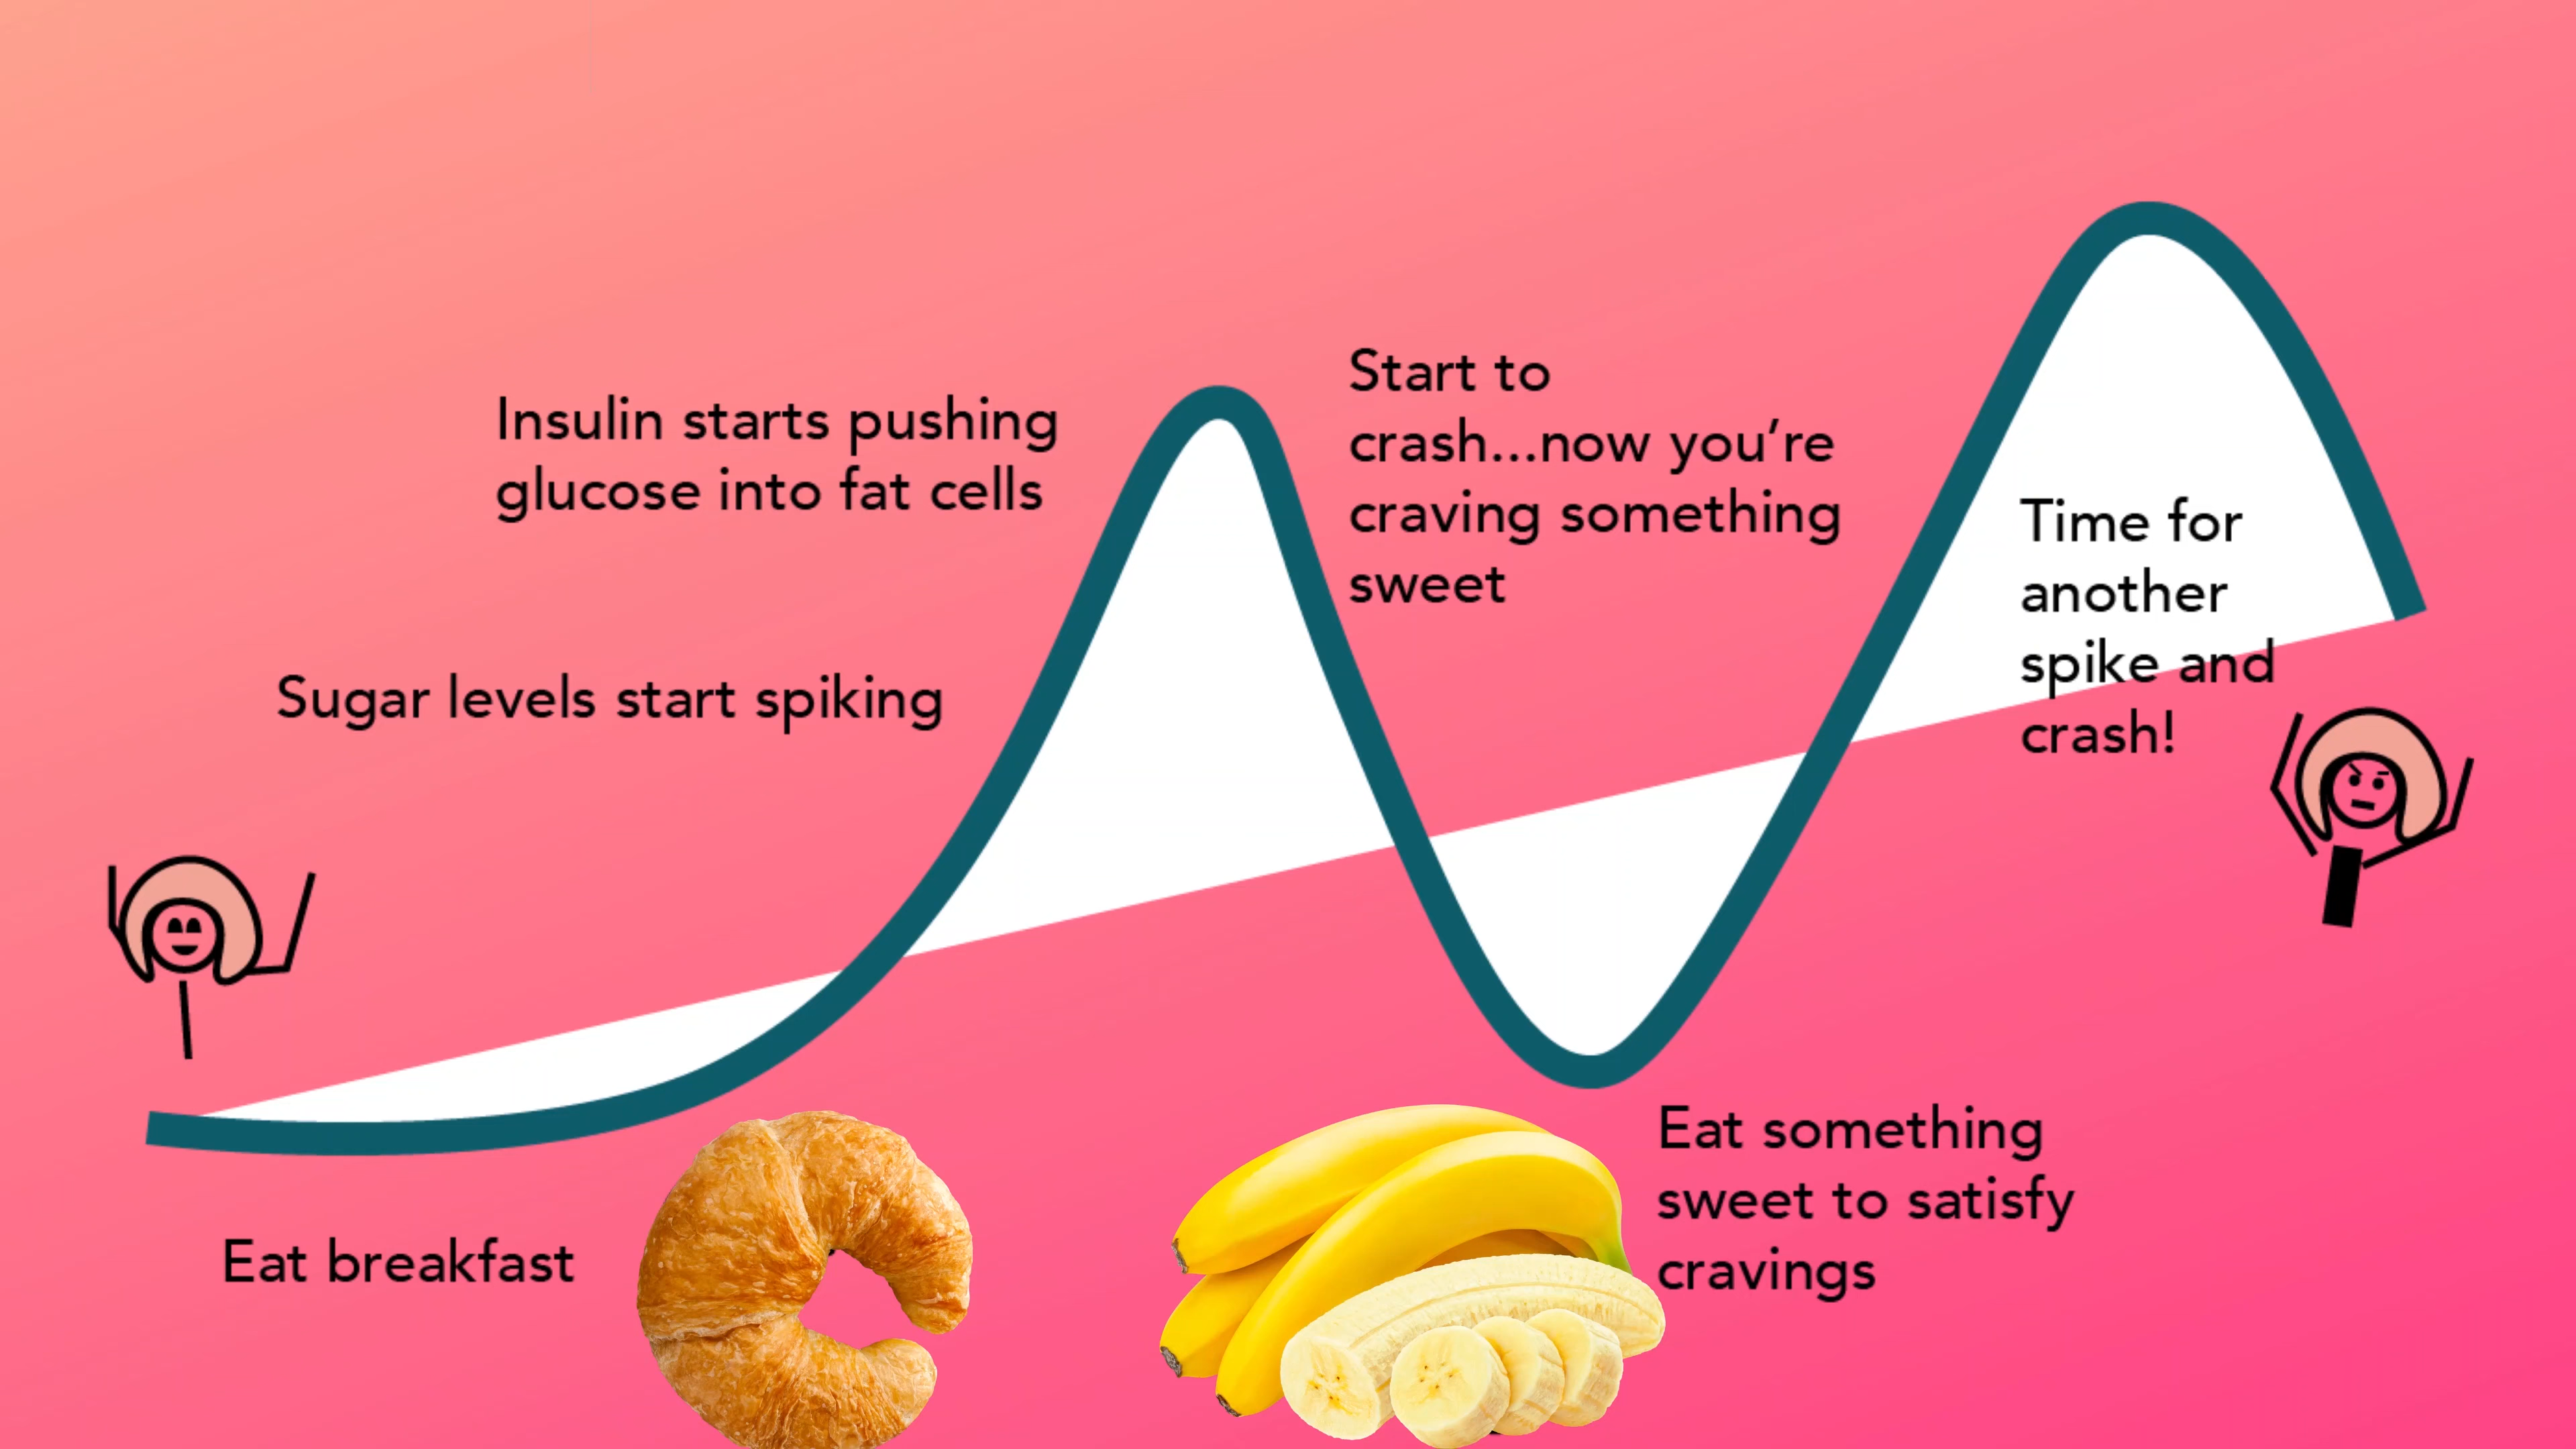 Insulin starts pushing
glucose into fat cells
Sugar levels start spiking
Eat breakfast
Start to
crash...now you're
craving something
sweet
Eat something
sweet to satisfy
cravings
Time for
another
spike and
crash!